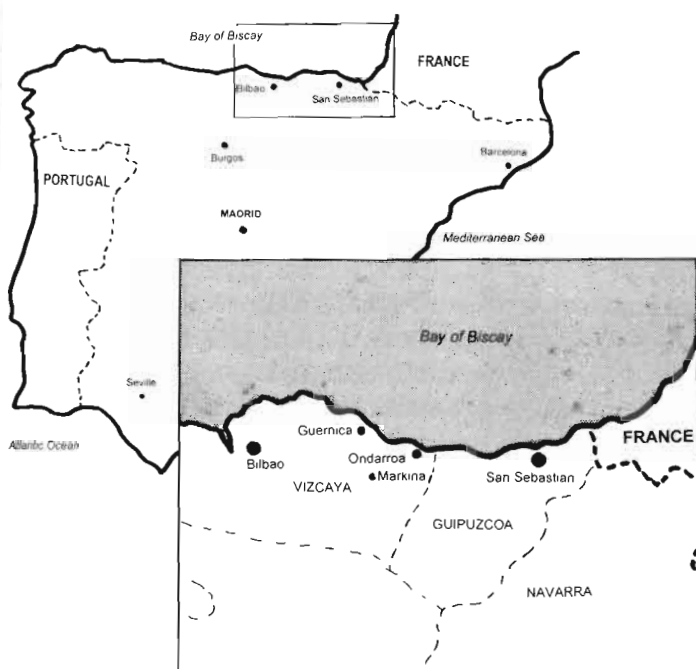 Bay of Biscay
FRANCE
Bilbao
San Sebastian
Burgos
Barcelona
PORTUGAL
MADRID
Mediterranean See
Bay of Biscay
Seville
Guernica
FRANCE
Atlantic Ocean
Bilbao
Ondarroa
San Sebastian
Markina
VIZCAYA
GUIPUZCOA
NAVARRA